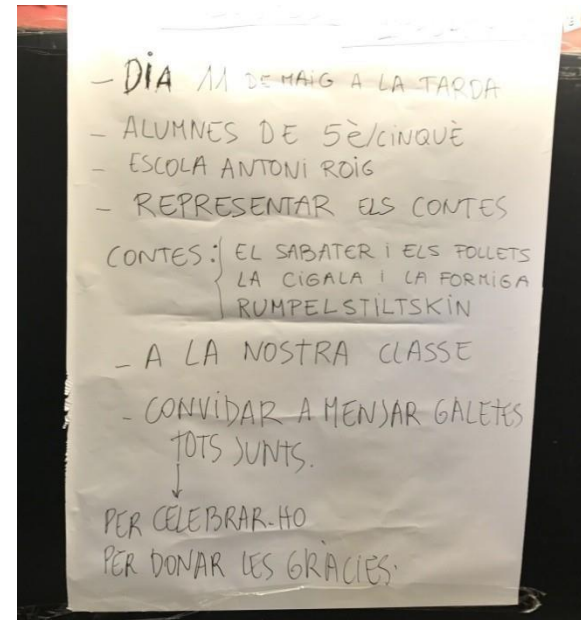 - DIA 11 DE MAIG A LA TARDA
- ALUMNES DE 5è/CINQUÈ
- ESCOLA ANTONI ROIG
- REPRESENTAR ELS CONTES
CONTES: EL SABATER I ELS FOLLETS
LA CIGALA I LA FORMIGA
RUMPELSTILTSKIN
- A LA NOSTRA CLASSE
- CONVIDAR A MENJAR GALETES
TOTS JUNTS.
PER CELEBRAR-HO
PER DONAR LES GRÀCIES.